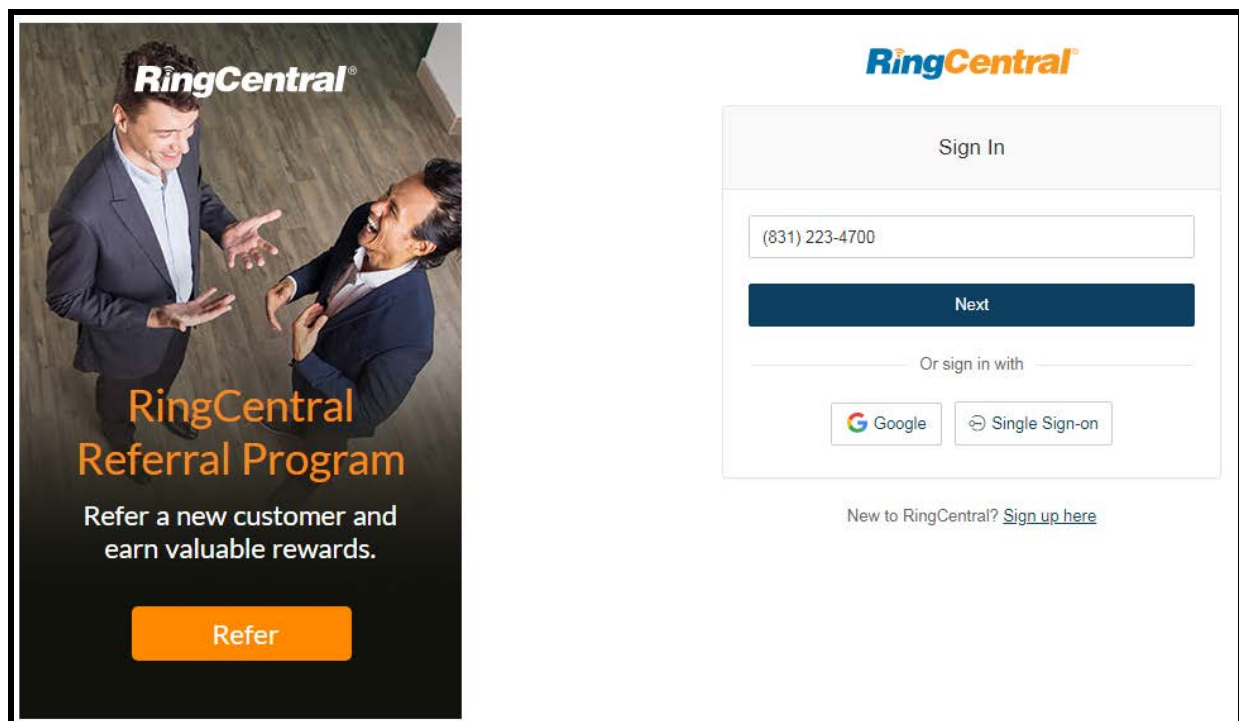 RingCentral®
RingCentral
Referral Program
Refer a new customer and
earn valuable rewards.
Refer
RingCentral®
Sign In
(831) 223-4700
Next
Or sign in with
Google
Single Sign-on
New to RingCentral? Sign up here